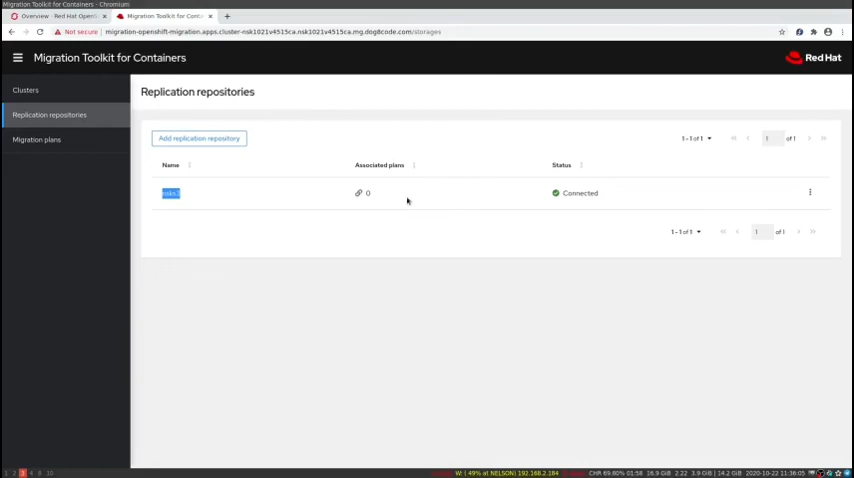 Migration Toolkit for Containers - Chromium
Overview · Red Hat OpenS
Migration Toolkit for Conta
Not secure | migration-openshift-migration.apps.cluster-nsk1021v4515ca.nsk1021v4515ca.mg.dog8code.com/storages
Migration Toolkit for Containers
Red Hat
Clusters
Replication repositories
Migration plans
Replication repositories
Add replication repository
1 - 1 of 1
1 of 1
Name
Associated plans
Status
0
Connected
1 - 1 of 1
1 of 1
1 2 3 4 8 10
W: ( 49% at NELSON) 192.168.2.184
CHR 69.80% 01:58
16.9 GiB
2.22
3.9 GiB | 14.2 GiB
2020-10-22 11:36:05